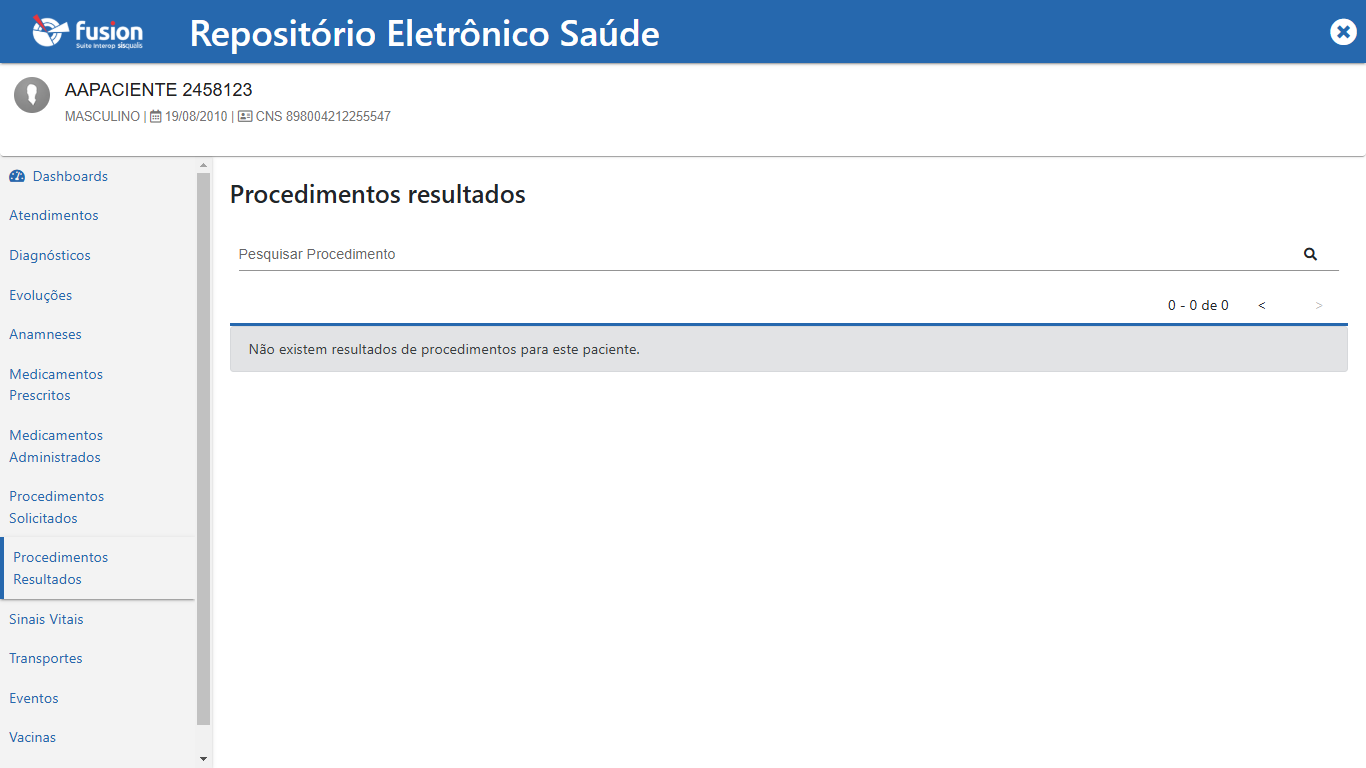 fusion
Suite Interop sisqualis
Repositório Eletrônico Saúde
AAPACIENTE 2458123
MASCULINO | 19/08/2010 | CNS 898004212255547
Dashboards
Atendimentos
Diagnósticos
Evoluções
Anamneses
Medicamentos
Prescritos
Medicamentos
Administrados
Procedimentos
Solicitados
Procedimentos
Resultados
Sinais Vitais
Transportes
Eventos
Vacinas
Procedimentos resultados
Pesquisar Procedimento
0 - 0 de 0 < >
Não existem resultados de procedimentos para este paciente.